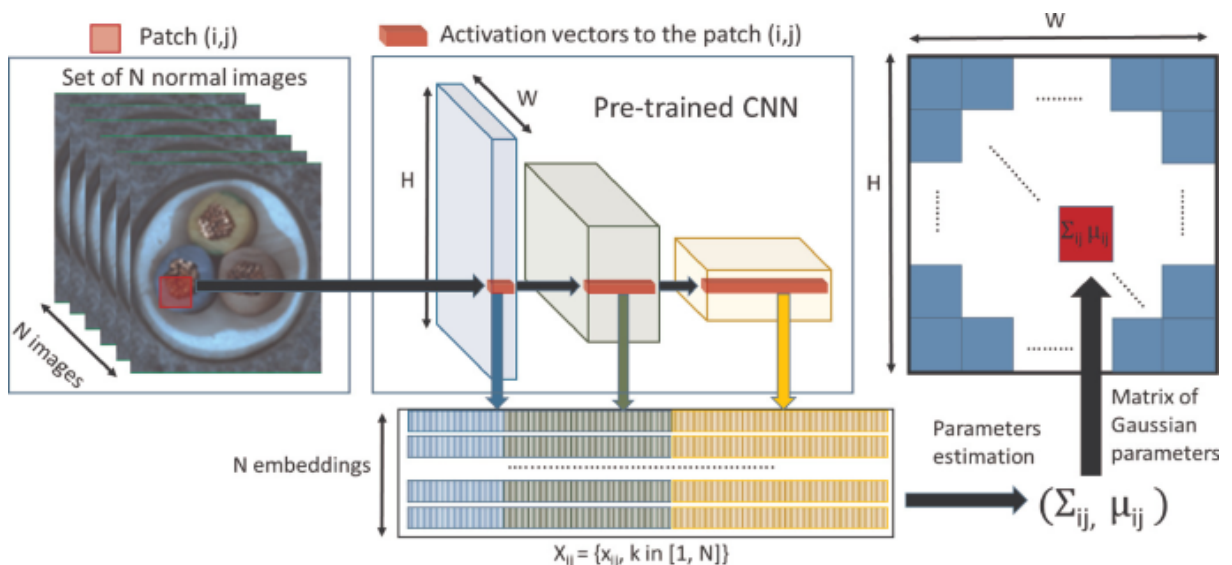 Patch (i,j)
Activation vectors to the patch (i,j)
W
Set of N normal images
W
Pre-trained CNN
H
H
Σij μij
N images
N embeddings
Parameters
estimation
Matrix of
Gaussian
parameters
(Σij, μij )
Xij = {xij, k in [1, N]}